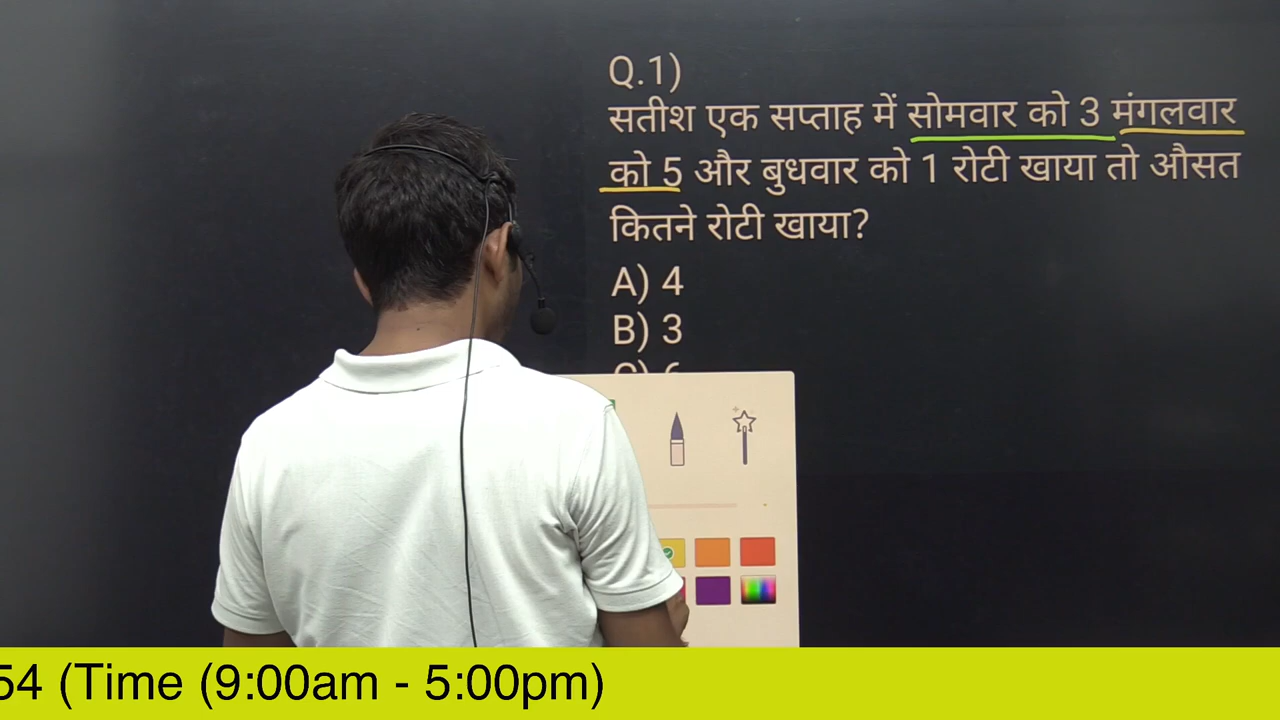 Q.1)
सतीश एक सप्ताह में सोमवार को 3 मंगलवार
को 5 और बुधवार को 1 रोटी खाया तो औसत
कितने रोटी खाया?
A) 4
B) 3
54 (Time (9:00am - 5:00pm)